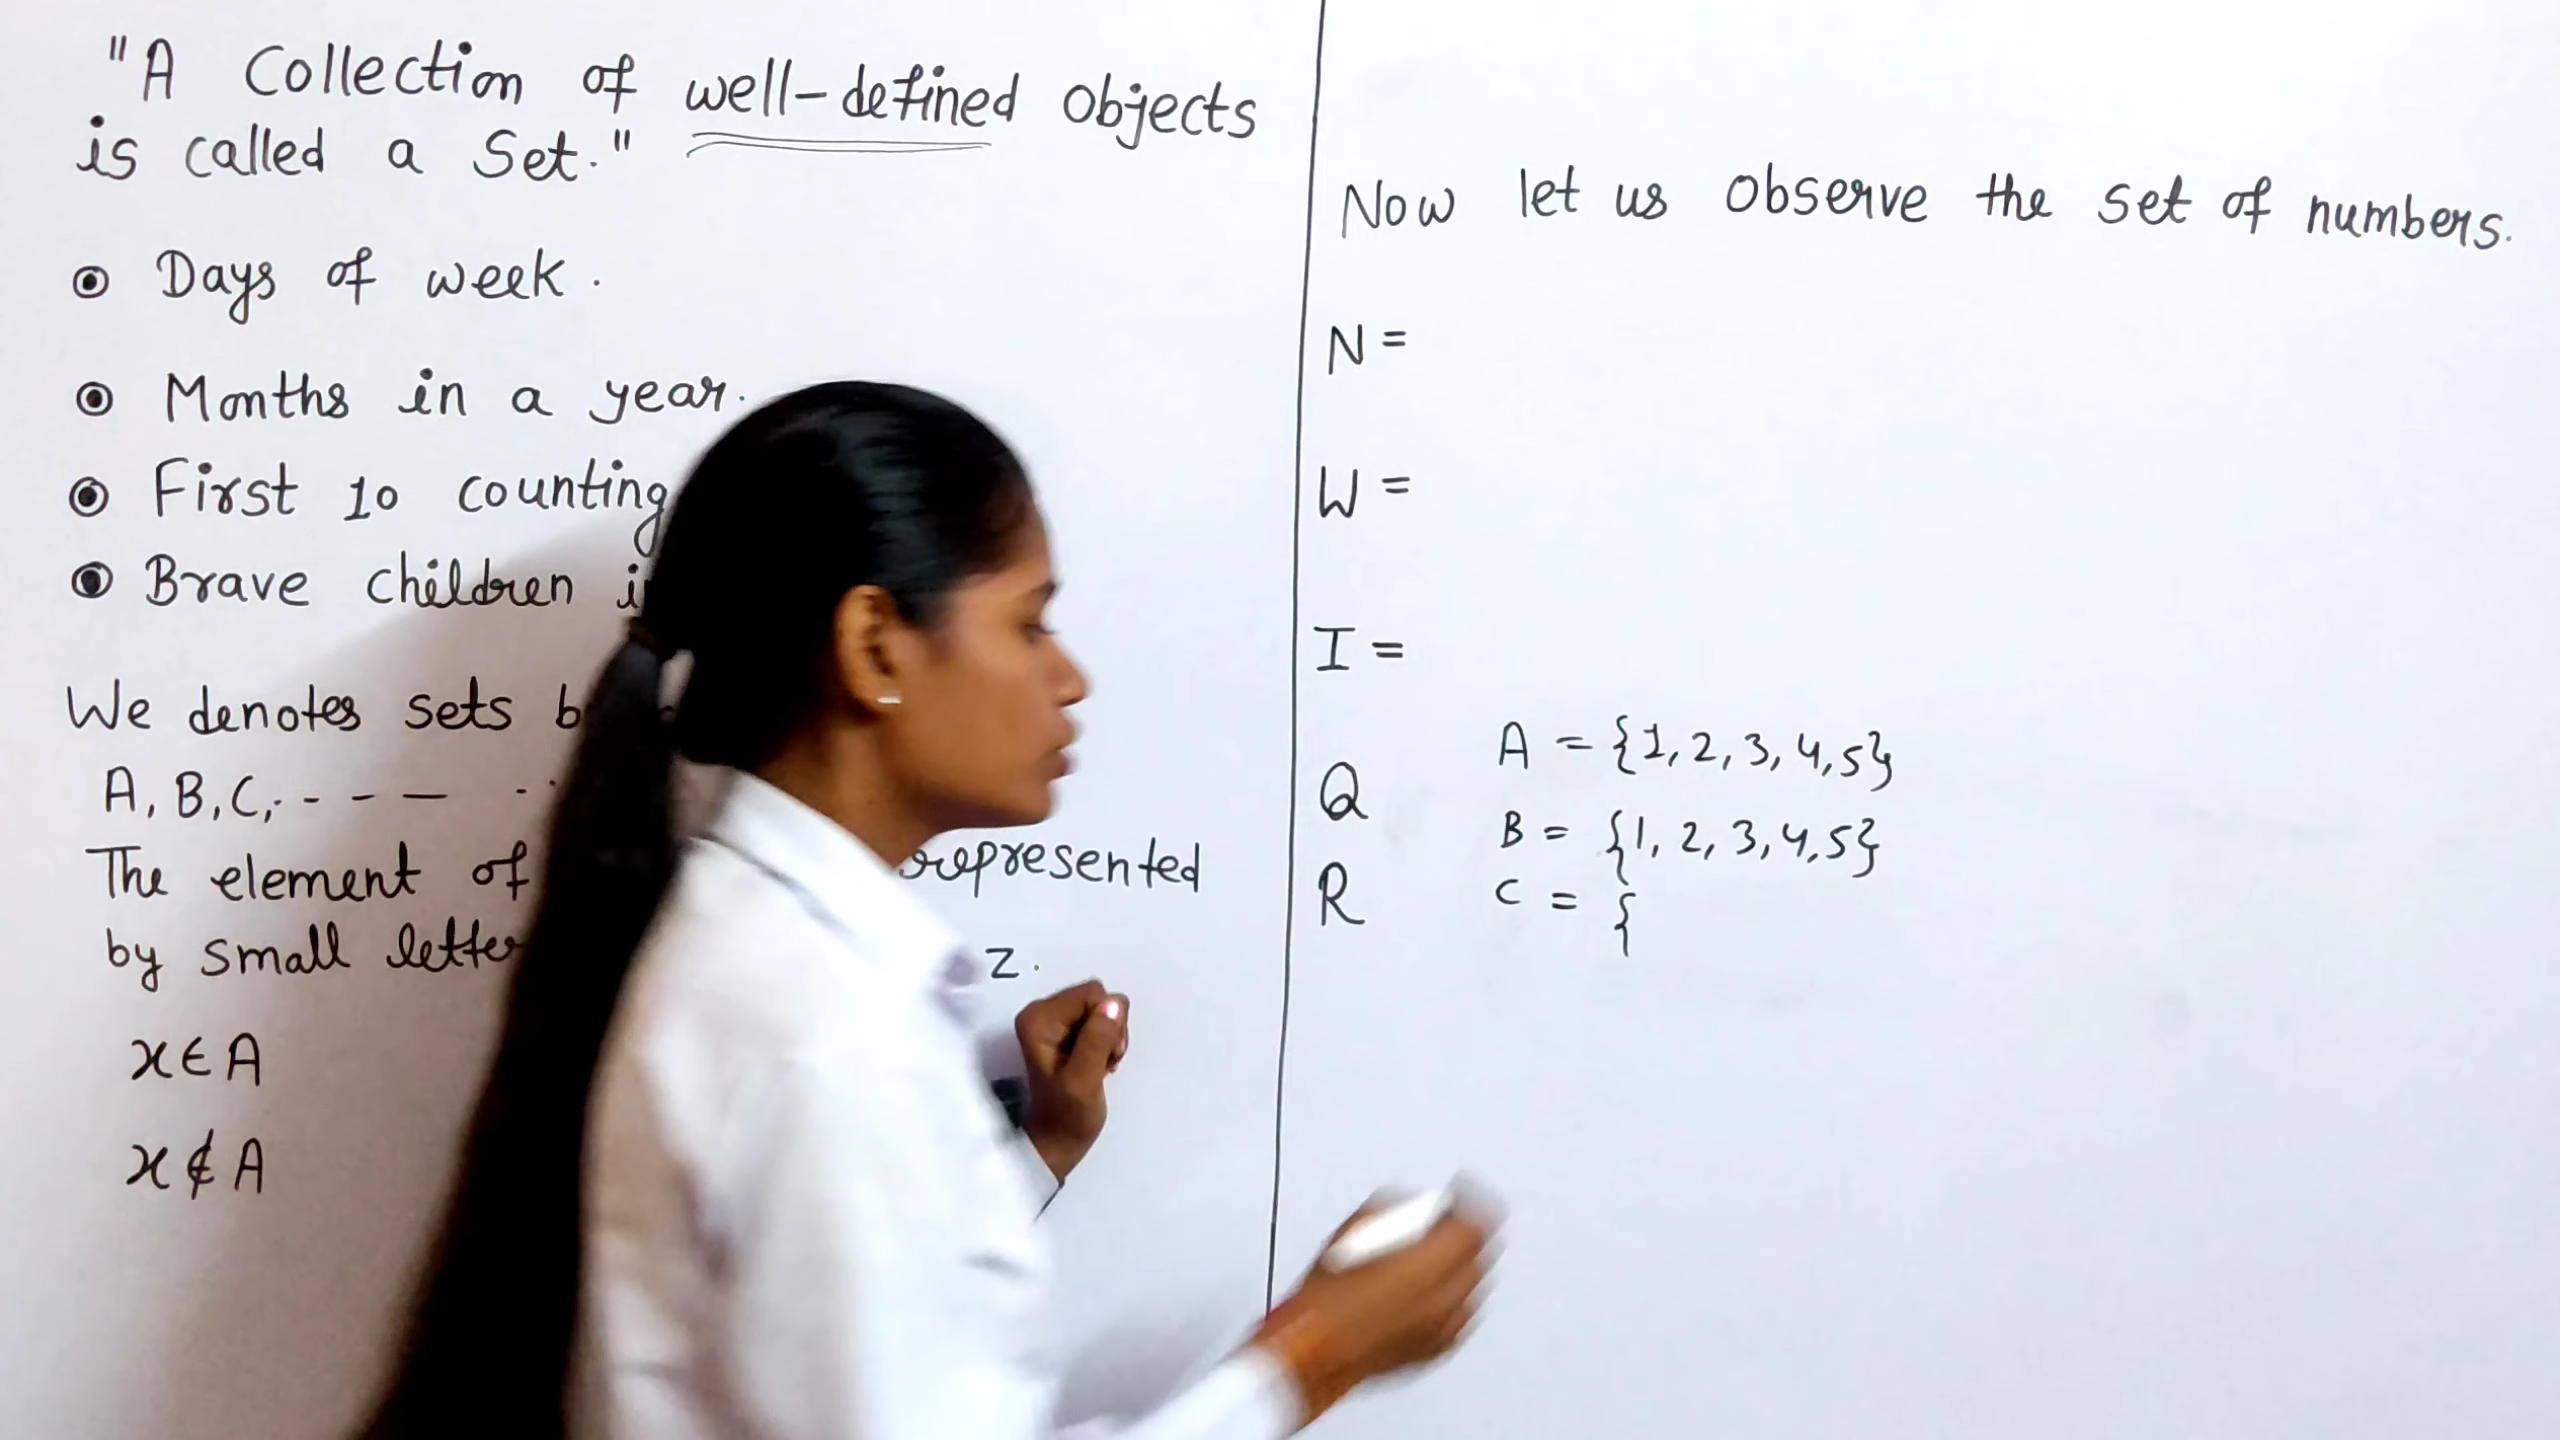 "A Collection of well-defined objects
is called a Set."
Days of week.
Months in a year.
First 10 counting
Brave children
We denotes sets
A, B, C, - - -
The element of represented
by small z.
x ∈ A
x ∉ A
Now let us observe the set of numbers.
N =
W =
I =
Q
R
A = {1, 2, 3, 4, 5}
B = {1, 2, 3, 4, 5}
C = {